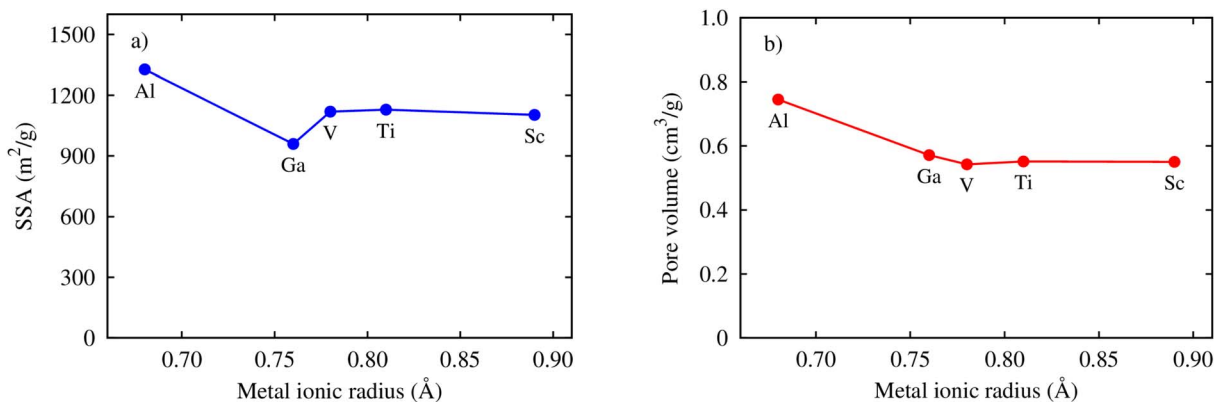 a)
SSA (m²/g)
1500
1200
900
600
300
0
Al
Ga
V
Ti
Sc
0.70 0.75 0.80 0.85 0.90
Metal ionic radius (Å)
b)
Pore volume (cm³/g)
1.0
0.8
0.6
0.4
0.2
0
Al
Ga
V
Ti
Sc
0.70 0.75 0.80 0.85 0.90
Metal ionic radius (Å)